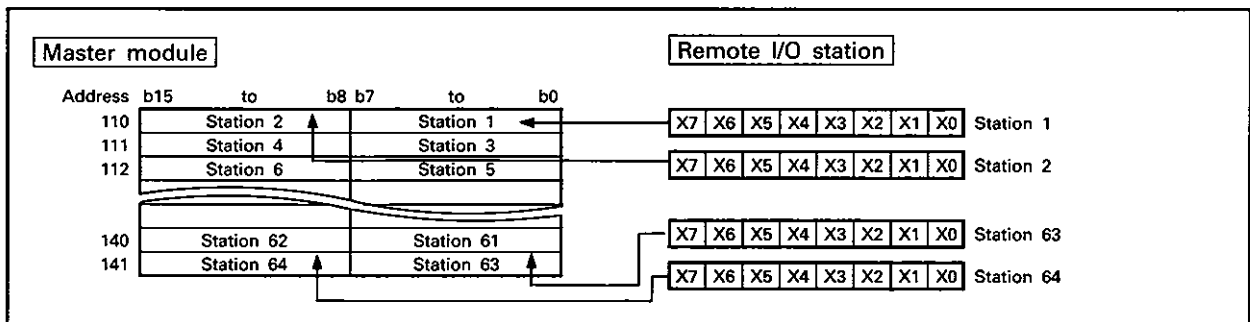 Master module
Remote I/O station
Address b15 to b8 b7 to b0
110 Station 2 Station 1
X7 X6 X5 X4 X3 X2 X1 X0 Station 1
111 Station 4 Station 3
112 Station 6 Station 5
X7 X6 X5 X4 X3 X2 X1 X0 Station 2
140 Station 62 Station 61
X7 X6 X5 X4 X3 X2 X1 X0 Station 63
141 Station 64 Station 63
X7 X6 X5 X4 X3 X2 X1 X0 Station 64